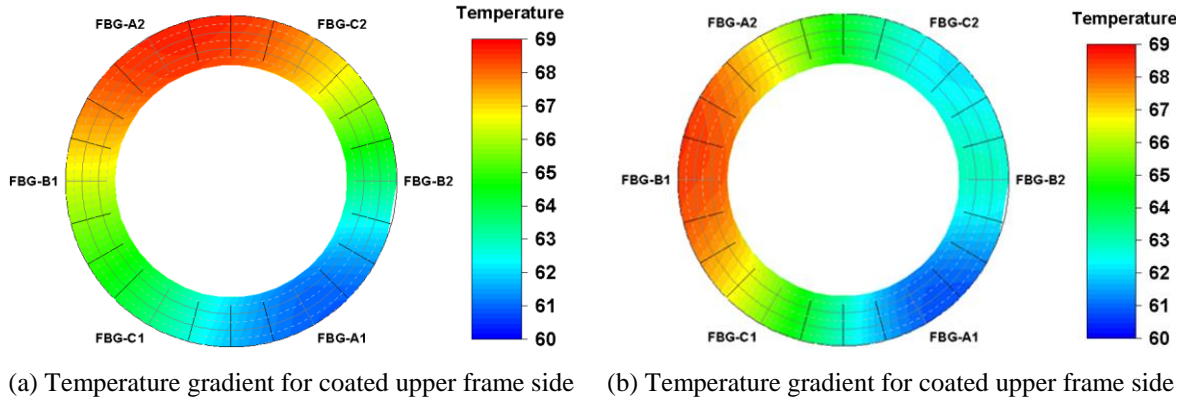 FBG-A2
FBG-C2
Temperature
69
68
67
66
65
64
63
62
61
60
FBG-B1
FBG-B2
FBG-C1
FBG-A1
(a) Temperature gradient for coated upper frame side
FBG-A2
FBG-C2
Temperature
69
68
67
66
65
64
63
62
61
60
FBG-B1
FBG-B2
FBG-C1
FBG-A1
(b) Temperature gradient for coated upper frame side